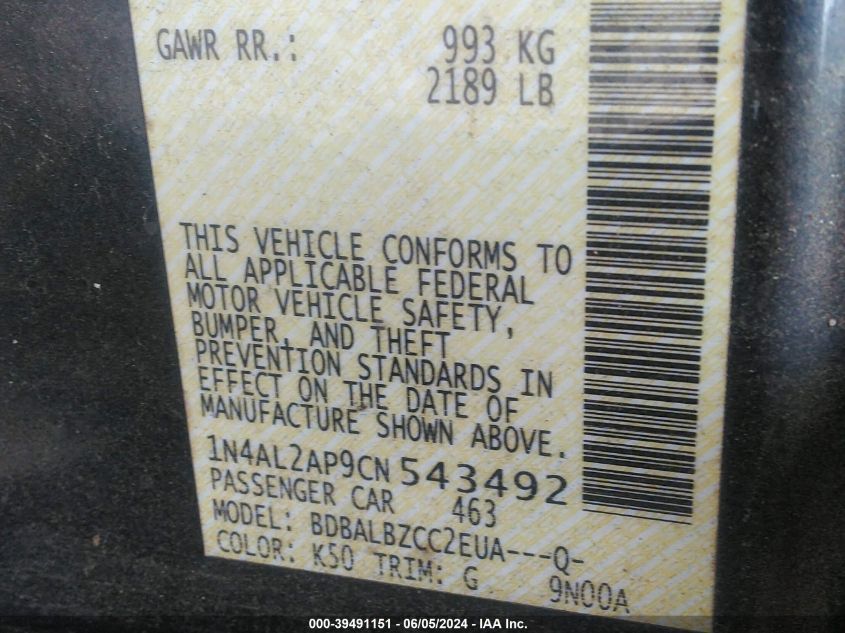 GAWR RR.: 993 KG
2189 LB
THIS VEHICLE CONFORMS TO
ALL APPLICABLE FEDERAL
MOTOR VEHICLE SAFETY,
BUMPER, AND THEFT
PREVENTION STANDARDS IN
EFFECT ON THE DATE OF
MANUFACTURE SHOWN ABOVE.
1N4AL2AP9CN543492
PASSENGER CAR 463
MODEL: BDBALBZCC2EUA---Q-
COLOR: K50 TRIM: G 9N00A
000-39491151 - 06/05/2024 - IAA Inc.